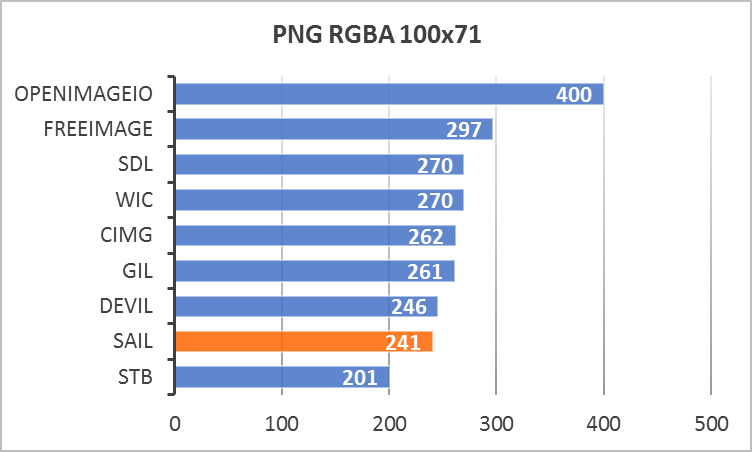 PNG RGBA 100x71
OPENIMAGEIO 400
FREEIMAGE 297
SDL 270
WIC 270
CIMG 262
GIL 261
DEVIL 246
SAIL 241
STB 201
0 100 200 300 400 500